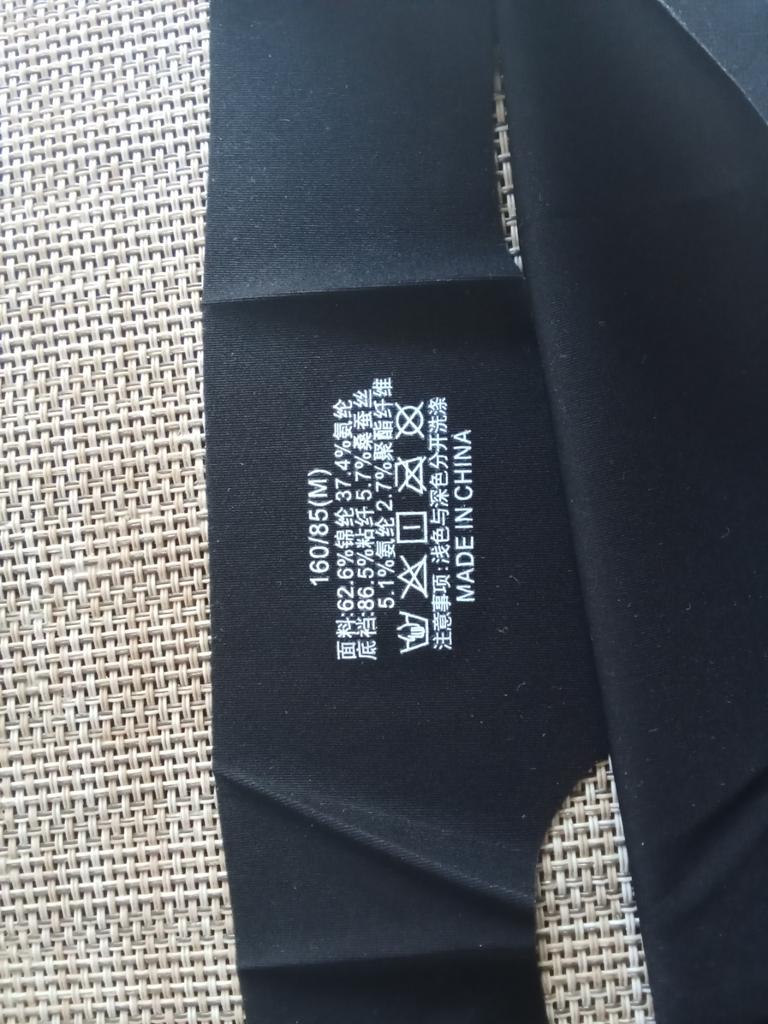 160/85(M)
面料:62.6%锦纶 37.4%氨纶
底裆:86.5%粘纤 5.7%桑蚕丝
5.1%氨纶 2.7%聚酯纤维
注意事项:浅色与深色分开洗涤
MADE IN CHINA